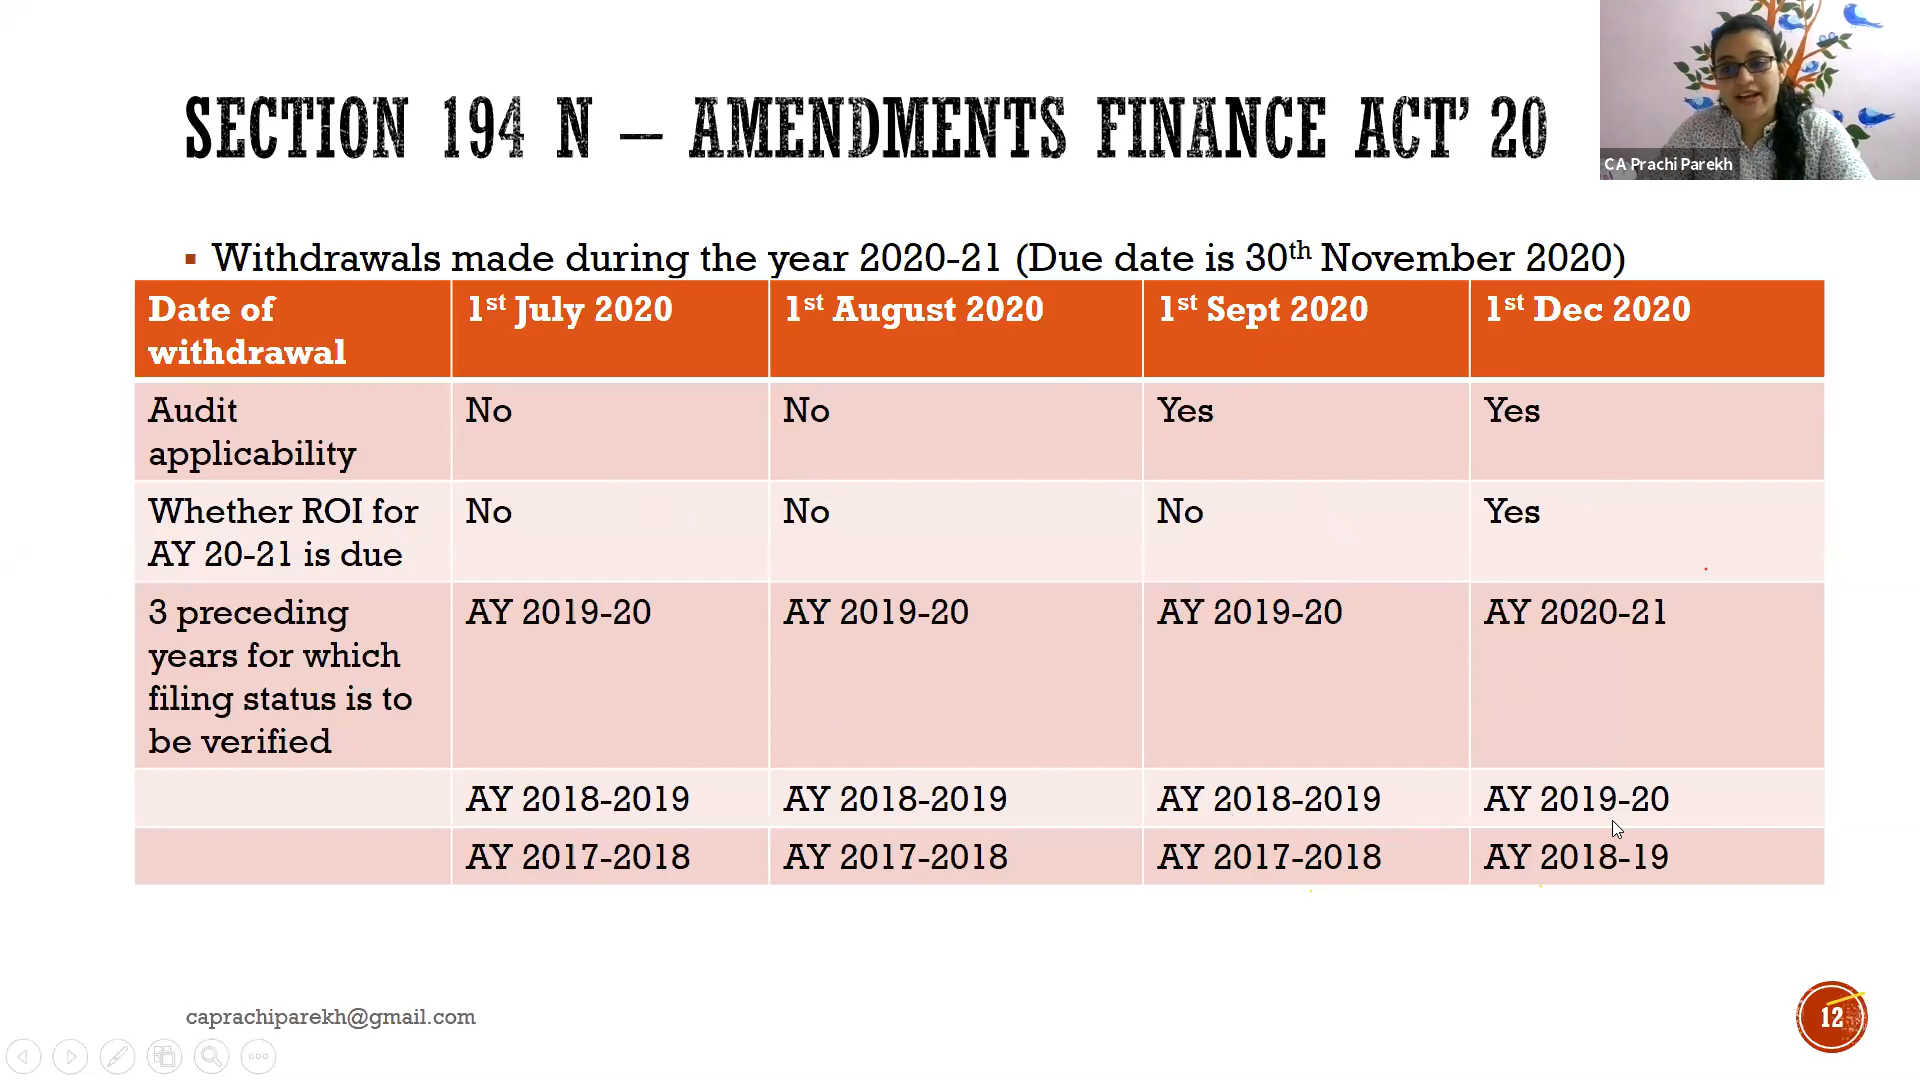 SECTION 194 N – AMENDMENTS FINANCE ACT’ 20
CA Prachi Parekh
▪ Withdrawals made during the year 2020-21 (Due date is 30th November 2020)
Date of withdrawal 1st July 2020 1st August 2020 1st Sept 2020 1st Dec 2020
Audit applicability No No Yes Yes
Whether ROI for AY 20-21 is due No No No Yes
3 preceding years for which filing status is to be verified AY 2019-20 AY 2019-20 AY 2019-20 AY 2020-21
AY 2018-2019 AY 2018-2019 AY 2018-2019 AY 2019-20
AY 2017-2018 AY 2017-2018 AY 2017-2018 AY 2018-19
caprachiparekh@gmail.com
12